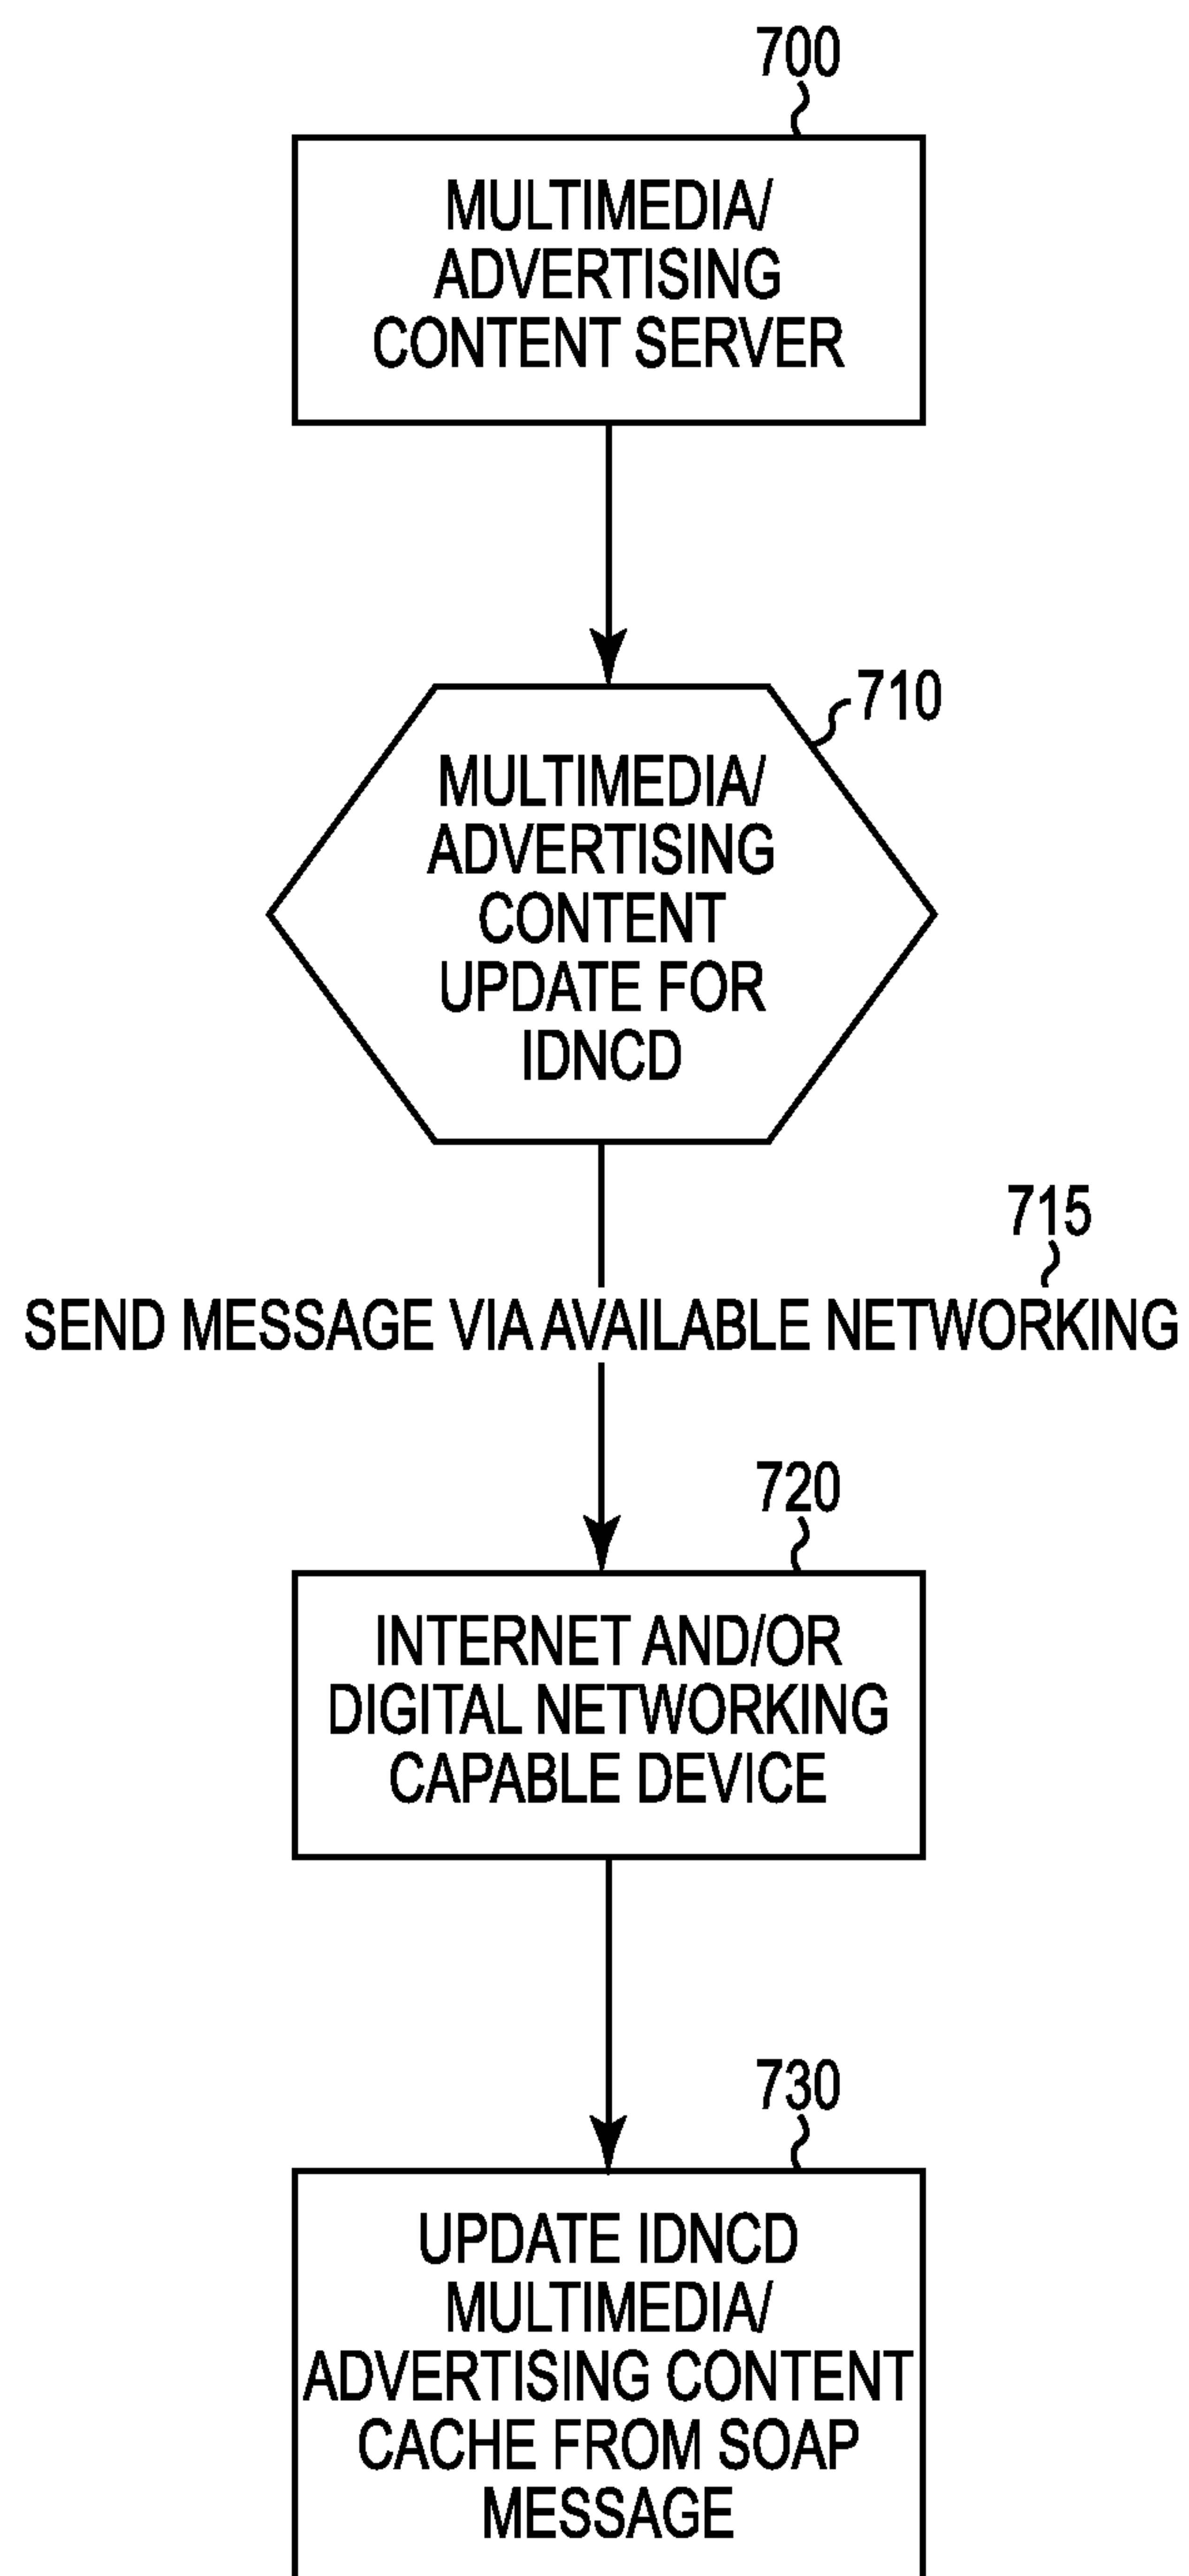 700
MULTIMEDIA/
ADVERTISING
CONTENT SERVER
710
MULTIMEDIA/
ADVERTISING
CONTENT
UPDATE FOR
IDNCD
715
SEND MESSAGE VIA AVAILABLE NETWORKING
720
INTERNET AND/OR
DIGITAL NETWORKING
CAPABLE DEVICE
730
UPDATE IDNCD
MULTIMEDIA/
ADVERTISING CONTENT
CACHE FROM SOAP
MESSAGE